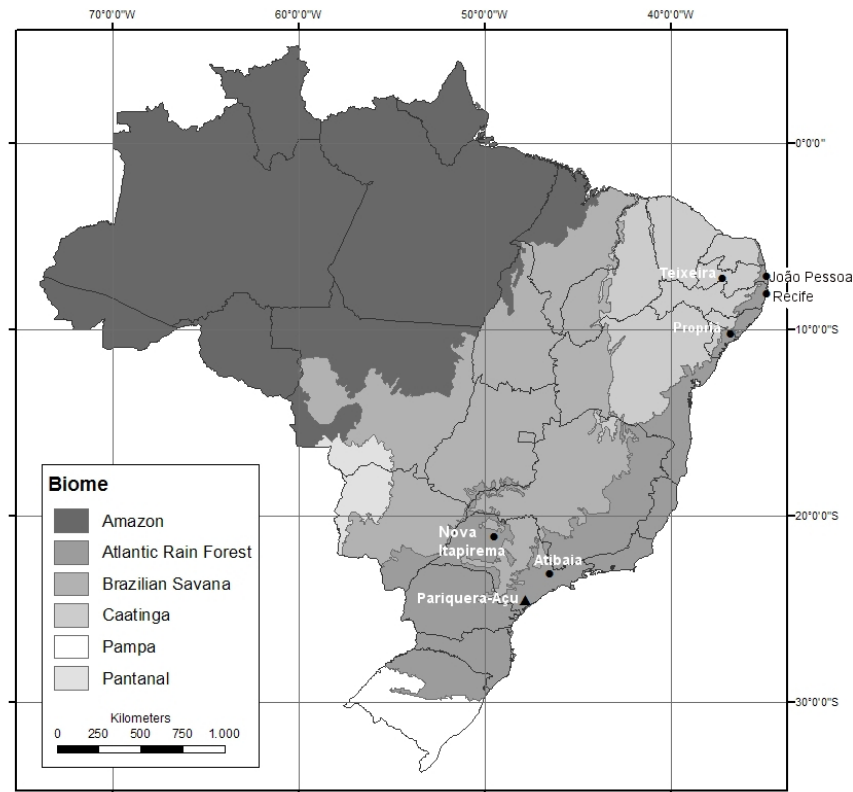 70°0'0"W 60°0'0"W 50°0'0"W 40°0'0"W
0°0'0"
Teixeira
João Pessoa
Recife
Propria
10°0'0"S
20°0'0"S
Nova
Itapirema
Atibaia
Pariquera-Açu
30°0'0"S
Biome
Amazon
Atlantic Rain Forest
Brazilian Savana
Caatinga
Pampa
Pantanal
Kilometers
0 250 500 750 1.000